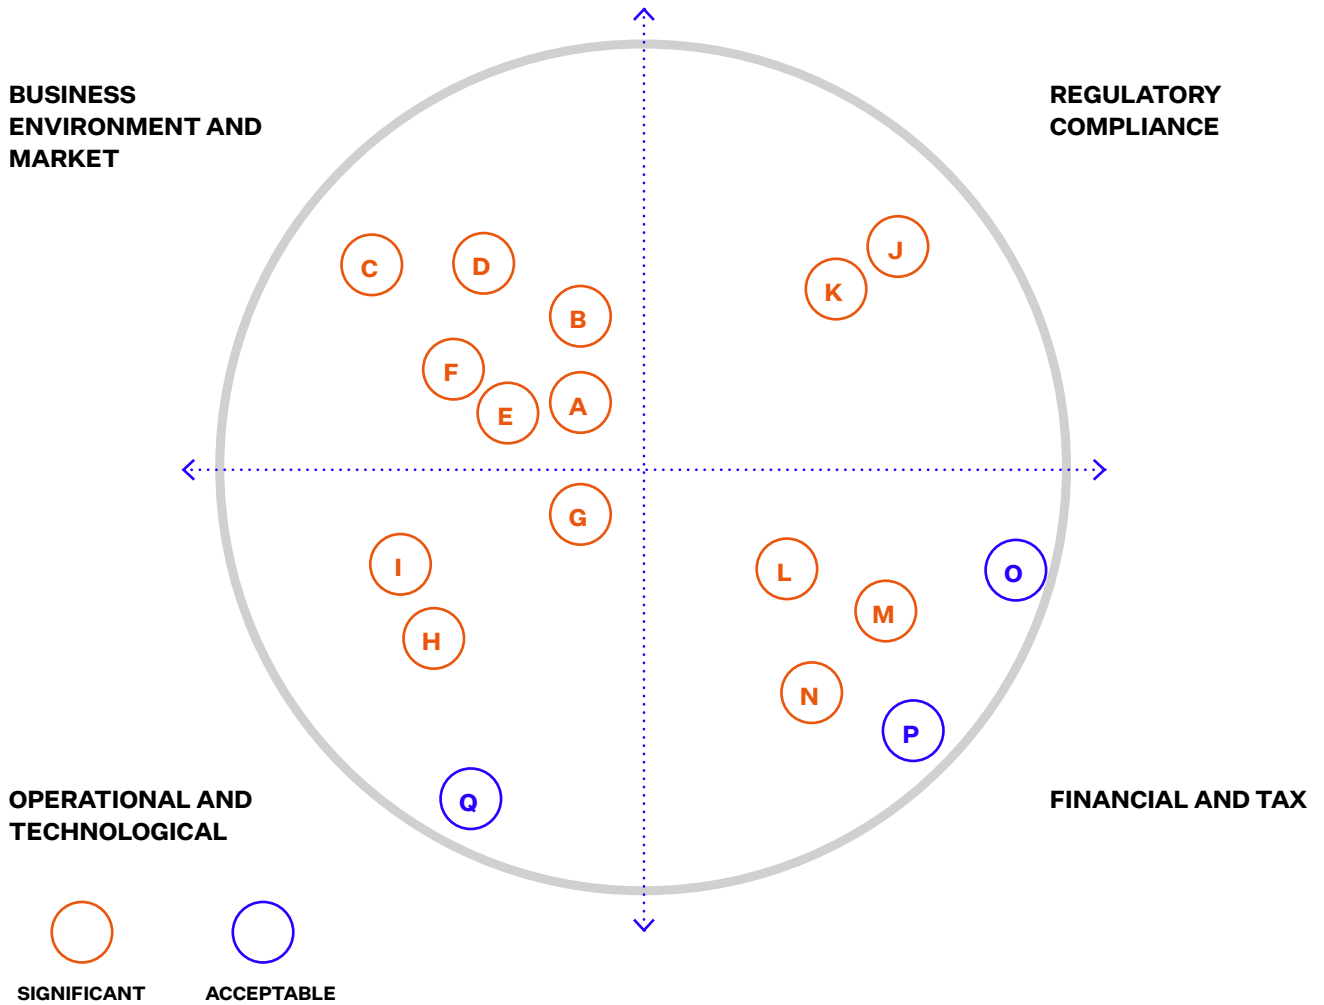 BUSINESS
ENVIRONMENT AND
MARKET
REGULATORY
COMPLIANCE
C
D
B
F
E
A
J
K
G
I
H
L
M
N
O
P
Q
OPERATIONAL AND
TECHNOLOGICAL
FINANCIAL AND TAX
SIGNIFICANT
ACCEPTABLE